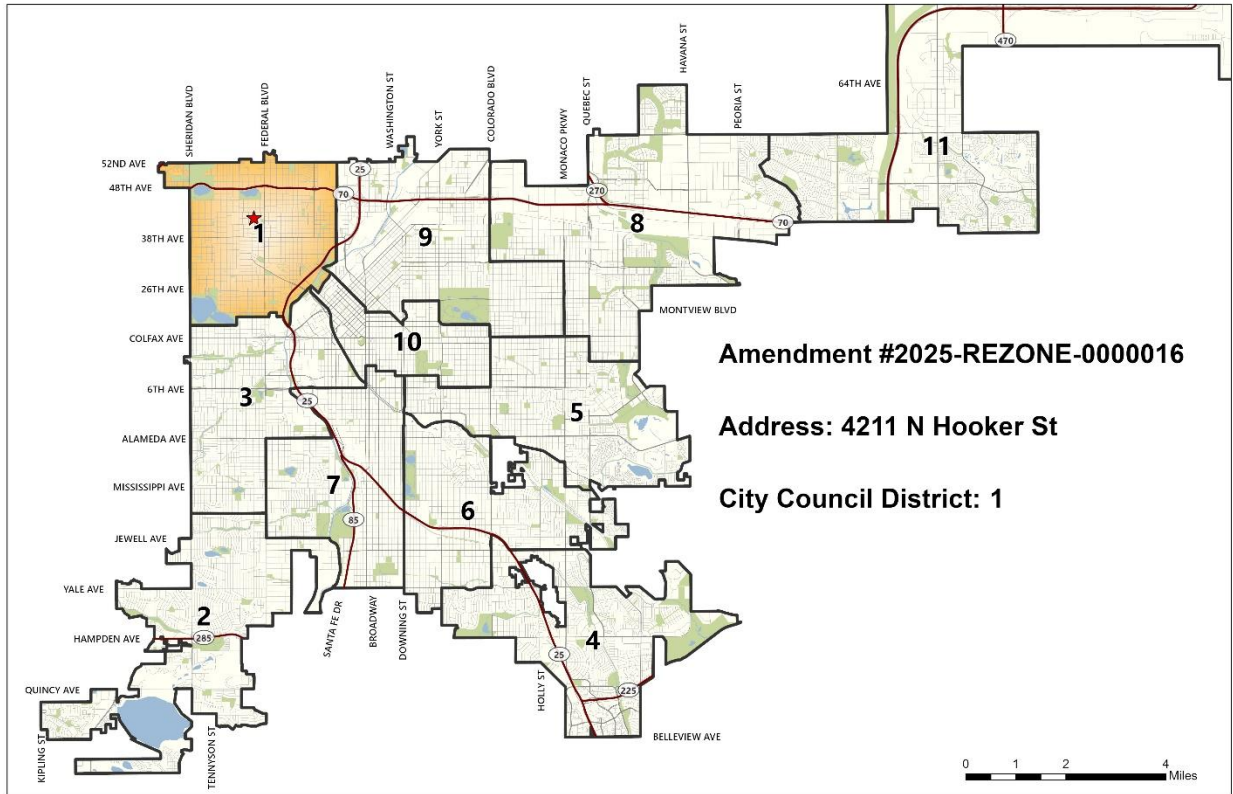 HAVANA ST
470
64TH AVE
SHERIDAN BLVD
FEDERAL BLVD
WASHINGTON ST
YORK ST
COLORADO BLVD
MONACO PKWY
QUEBEC ST
PEORIA ST
11
52ND AVE
25
48TH AVE
70
270
70
1
8
9
38TH AVE
26TH AVE
MONTVIEW BLVD
COLFAX AVE
10
Amendment #2025-REZONE-0000016
6TH AVE
3
25
5
Address: 4211 N Hooker St
ALAMEDA AVE
7
MISSISSIPPI AVE
City Council District: 1
6
85
JEWELL AVE
YALE AVE
2
SANTA FE DR
BROADWAY
DOWNING ST
HAMPDEN AVE
285
4
25
HOLLY ST
225
QUINCY AVE
KIPLING ST
TENNYSON ST
BELLEVIEW AVE
0 1 2 4
Miles